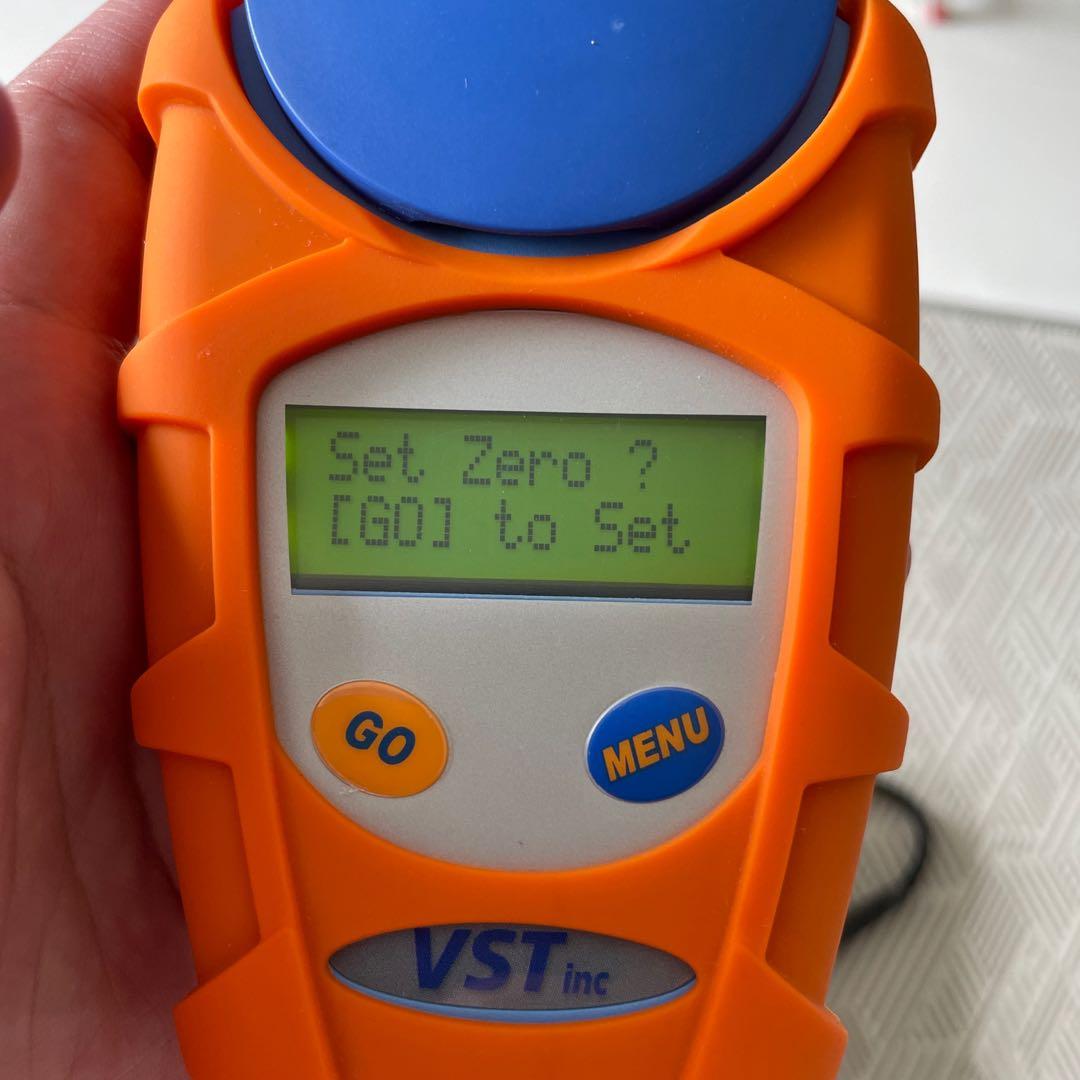 Set Zero ?
[GO] to Set
GO
MENU
VST inc